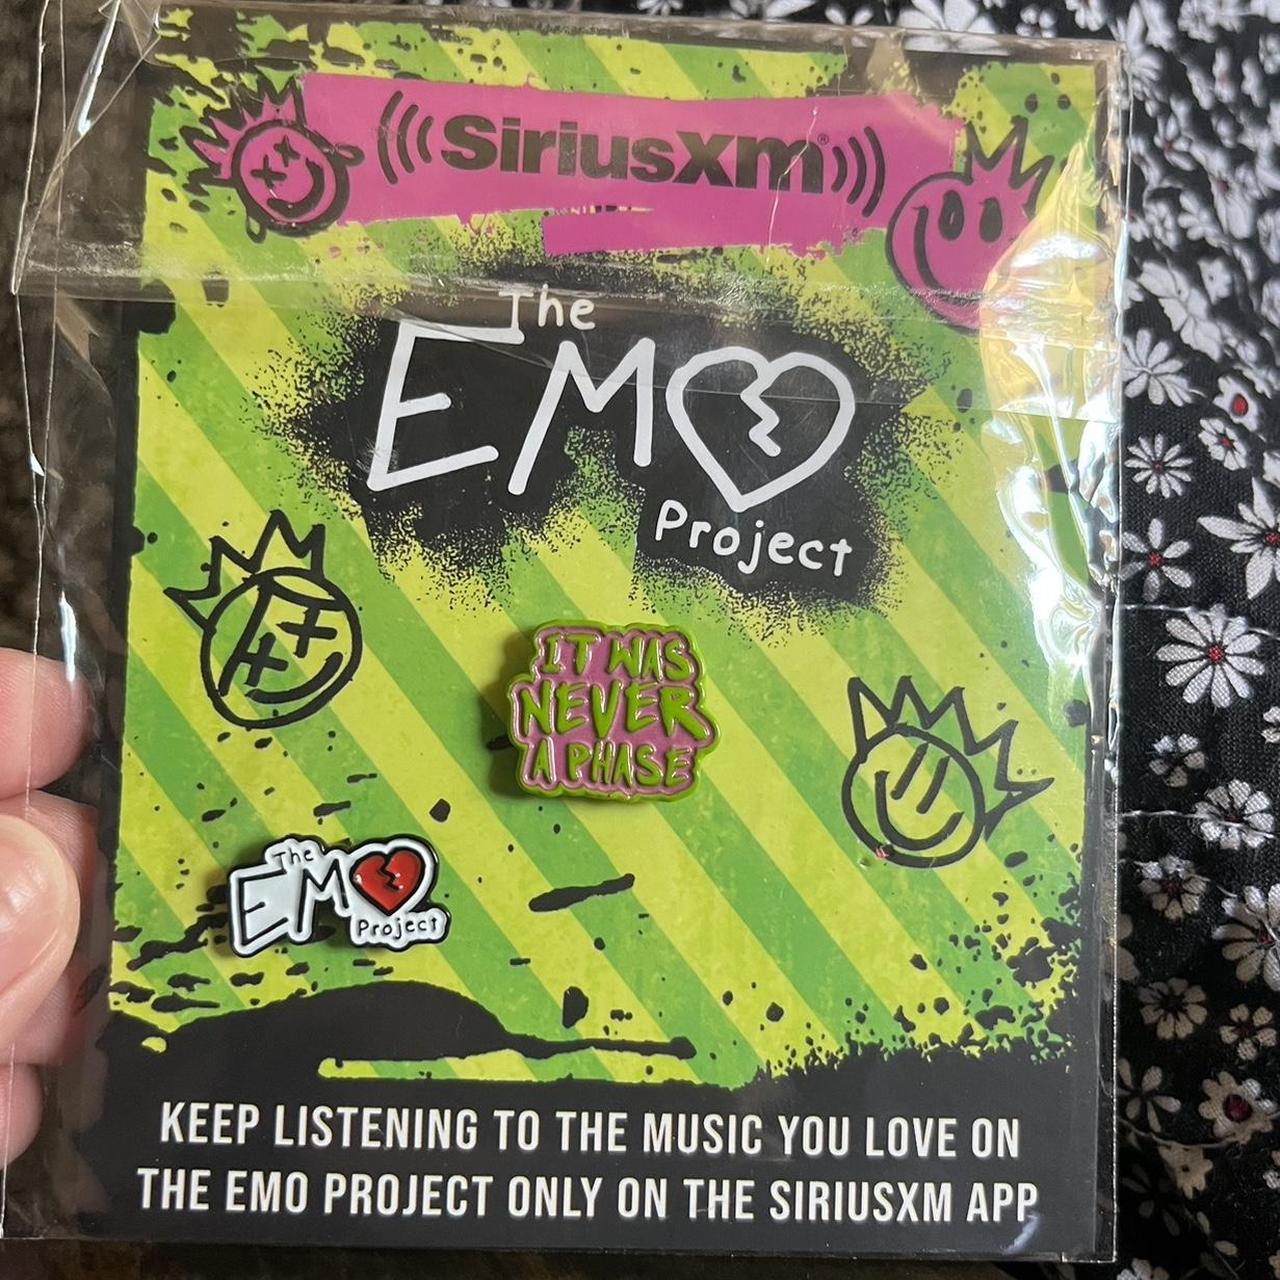 SiriusXM®
The
EMO
Project
IT WAS
NEVER
A PHASE
The
EMO
Project
KEEP LISTENING TO THE MUSIC YOU LOVE ON
THE EMO PROJECT ONLY ON THE SIRIUSXM APP